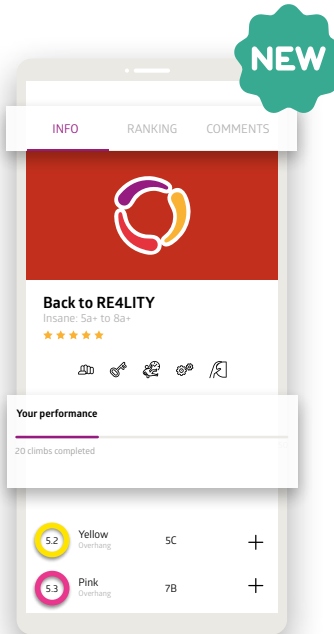 NEW
INFO RANKING COMMENTS
Back to RE4LITY
Insane: 5a+ to 8a+
Your performance
20 climbs completed
5.2 Yellow 5C +
Overhang
5.3 Pink 7B +
Overhang